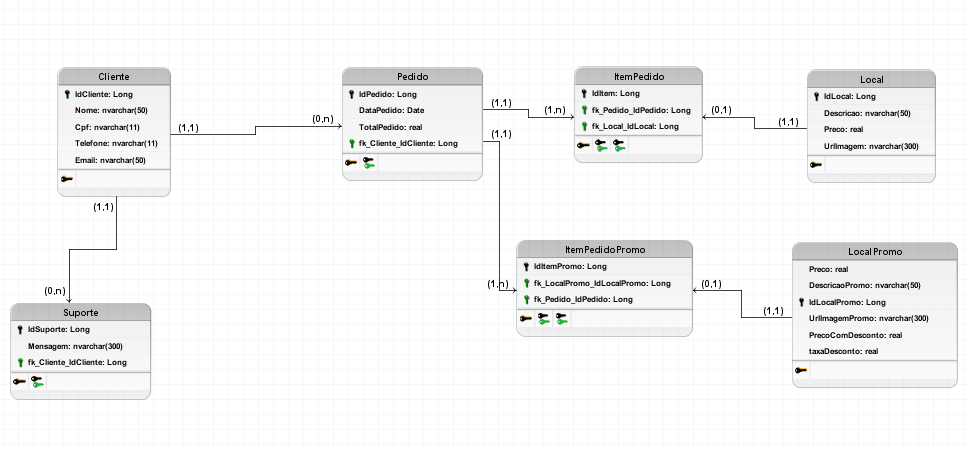 Cliente
IdCliente: Long
Nome: nvarchar(50)
Cpf: nvarchar(11)
Telefone: nvarchar(11)
Email: nvarchar(50)
(1,1)
(0,n)
(1,1)
(0,n)
Pedido
IdPedido: Long
DataPedido: Date
TotalPedido: real
fk_Cliente_IdCliente: Long
(1,1)
(1,n)
(1,1)
(1,n)
ItemPedido
IdItem: Long
fk_Pedido_IdPedido: Long
fk_Local_IdLocal: Long
(0,1)
(1,1)
Local
IdLocal: Long
Descricao: nvarchar(50)
Preco: real
UrlImagem: nvarchar(300)
Suporte
IdSuporte: Long
Mensagem: nvarchar(300)
fk_Cliente_IdCliente: Long
ItemPedidoPromo
IdItemPromo: Long
fk_LocalPromo_IdLocalPromo: Long
fk_Pedido_IdPedido: Long
(0,1)
(1,1)
LocalPromo
Preco: real
DescricaoPromo: nvarchar(50)
IdLocalPromo: Long
UrlImagemPromo: nvarchar(300)
PrecoComDesconto: real
taxaDesconto: real